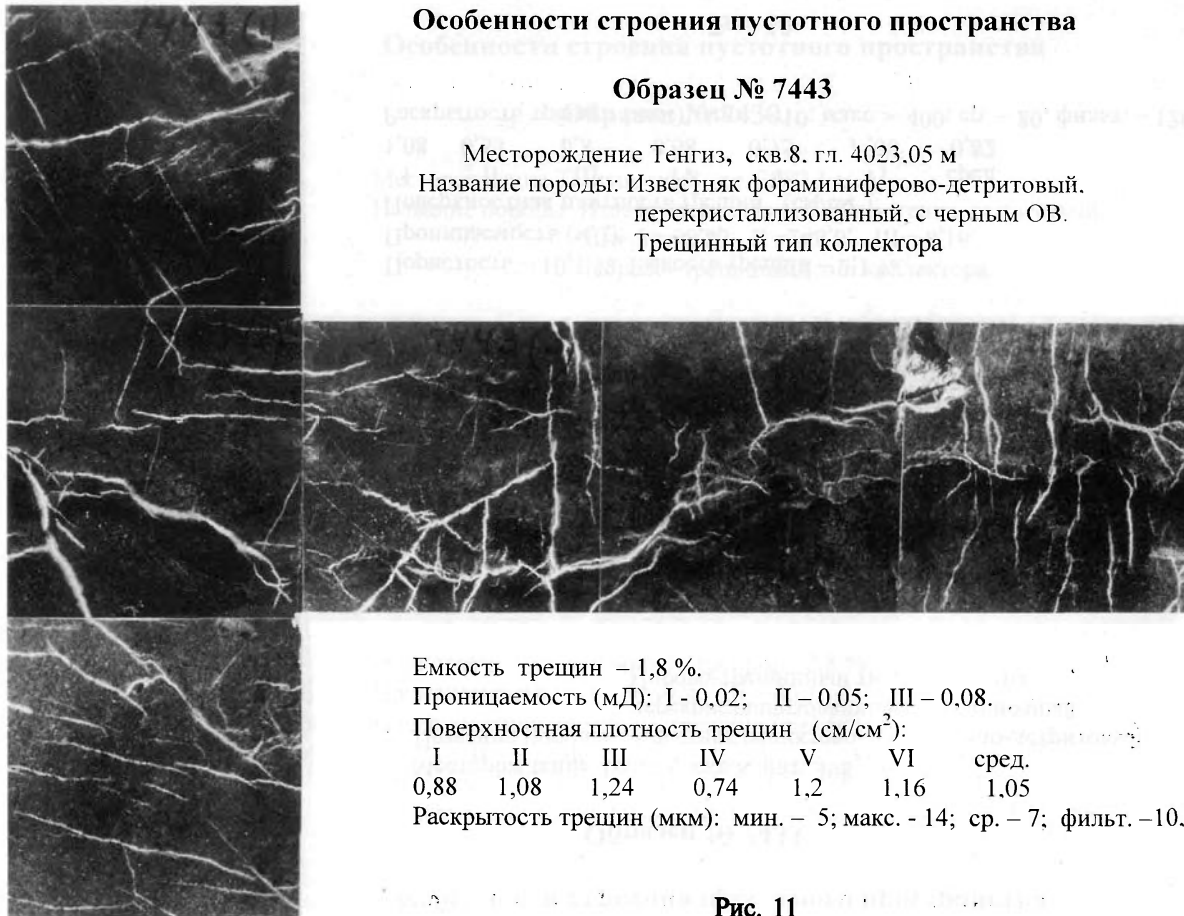 Особенности строения пустотного пространства
Образец № 7443
Месторождение Тенгиз, скв.8. гл. 4023.05 м
Название породы: Известняк фораминиферово-детритовый.
перекристаллизованный. с черным ОВ.
Трещинный тип коллектора
Емкость трещин – 1,8 %.
Проницаемость (мД): I - 0,02; II – 0,05; III – 0,08.
Поверхностная плотность трещин (см/см²):
I II III IV V VI сред.
0,88 1,08 1,24 0,74 1,2 1,16 1,05
Раскрытость трещин (мкм): мин. – 5; макс. - 14; ср. – 7; фильт. –10.
Рис. 11